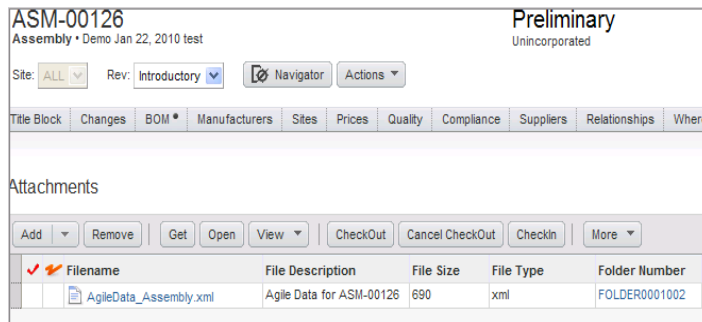 ASM-00126
Preliminary
Assembly • Demo Jan 22, 2010 test
Unincorporated
Site: ALL Rev: Introductory Navigator Actions
Title Block Changes BOM • Manufacturers Sites Prices Quality Compliance Suppliers Relationships Wher
Attachments
Add Remove Get Open View CheckOut Cancel CheckOut CheckIn More
Filename File Description File Size File Type Folder Number
AgileData_Assembly.xml Agile Data for ASM-00126 690 xml FOLDER0001002